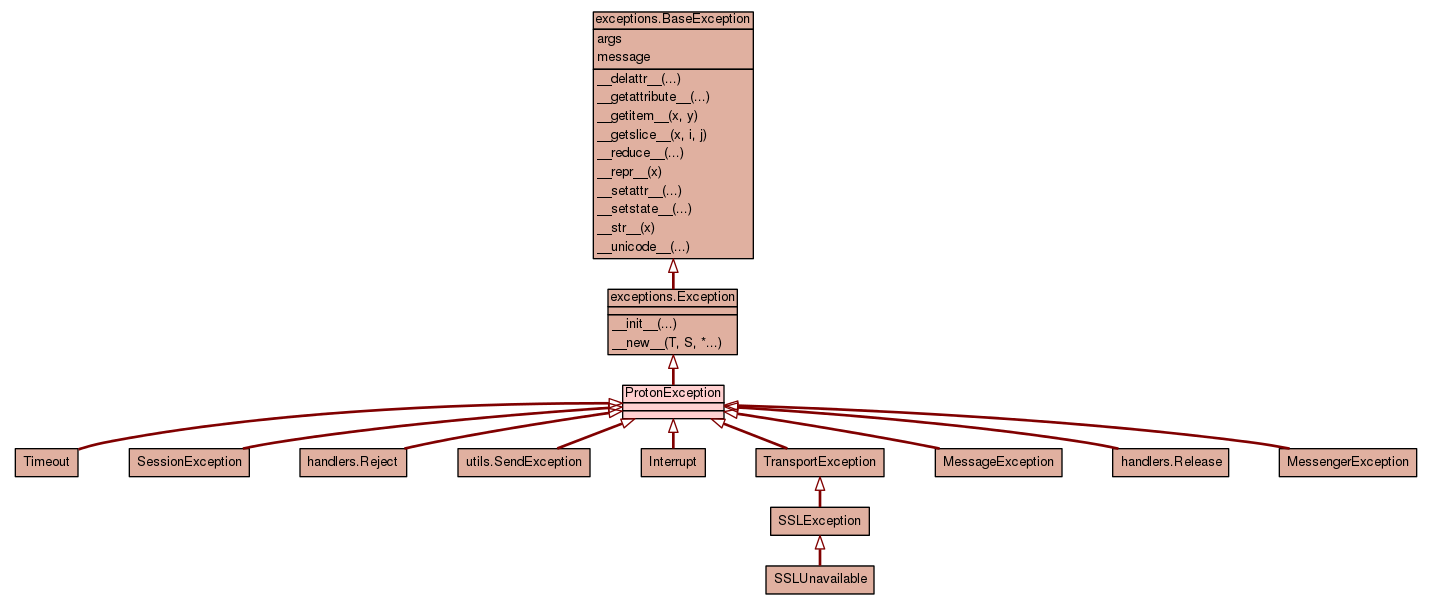 exceptions.BaseException
args
message
__delattr__(...)
__getattribute__(...)
__getitem__(x, y)
__getslice__(x, i, j)
__reduce__(...)
__repr__(x)
__setattr__(...)
__setstate__(...)
__str__(x)
__unicode__(...)
exceptions.Exception
__init__(...)
__new__(T, S, *...)
ProtonException
Timeout
SessionException
handlers.Reject
utils.SendException
Interrupt
TransportException
MessageException
handlers.Release
MessengerException
SSLException
SSLUnavailable